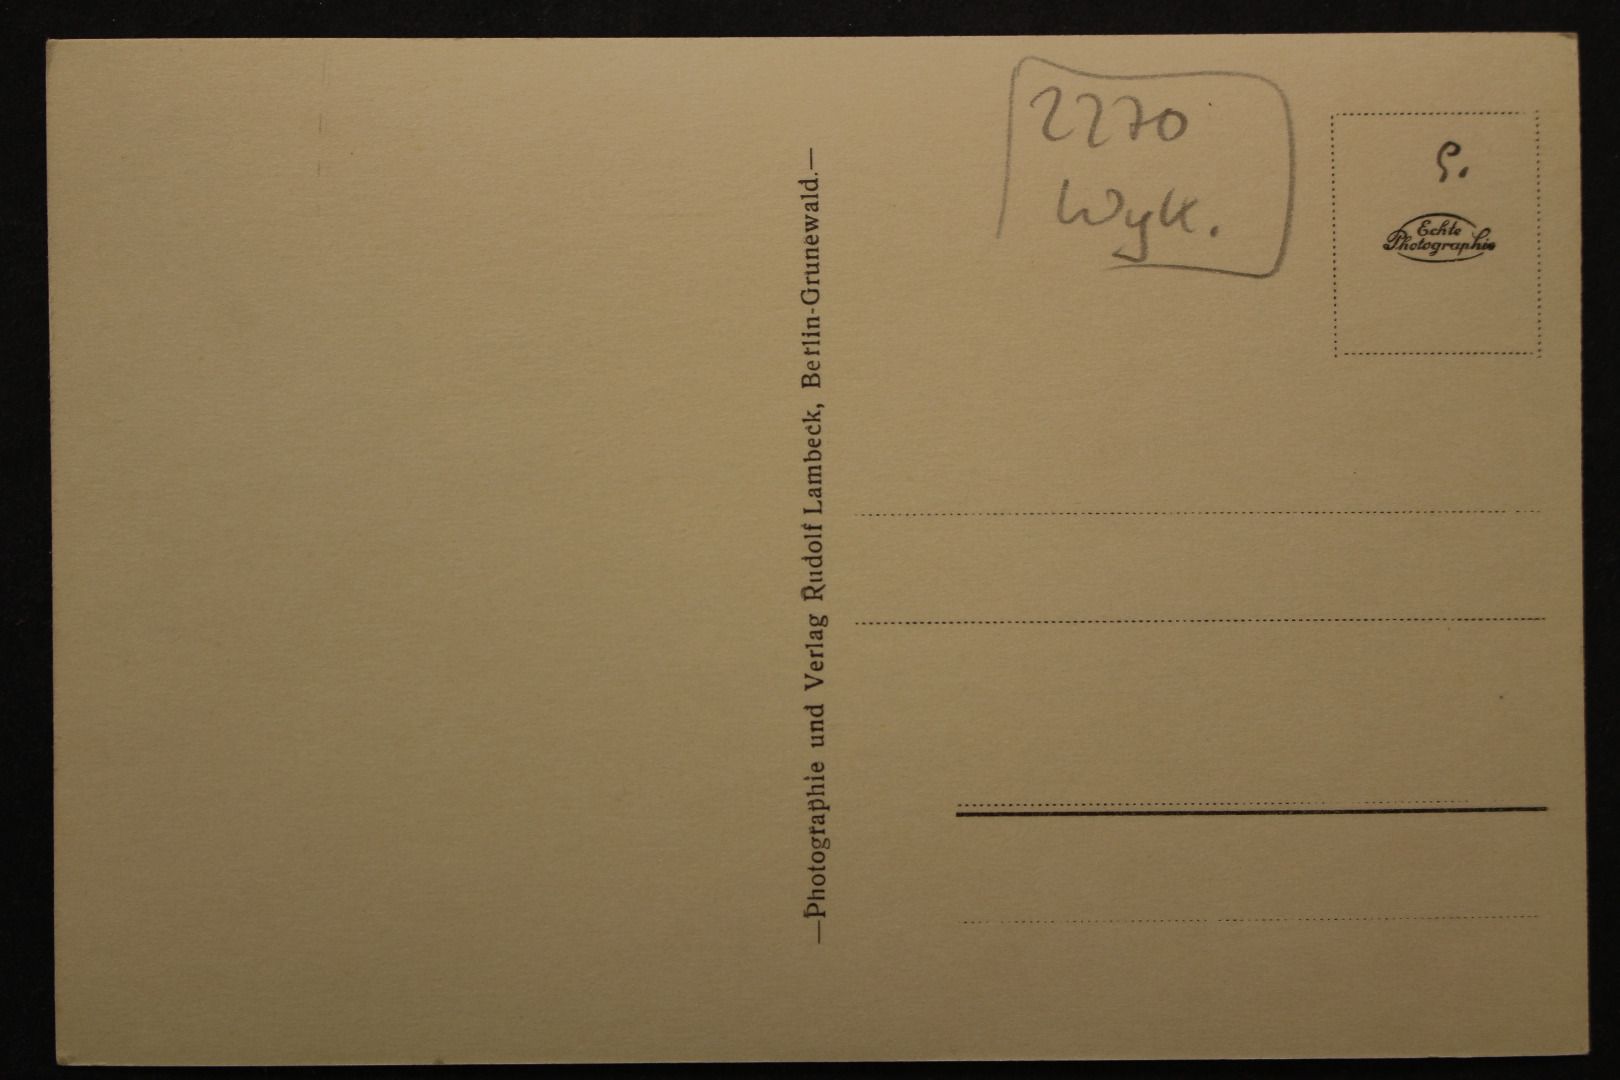 2270
Wyk.
Echte
Photographie
—Photographie und Verlag Rudolf Lambeck, Berlin-Grunewald.—